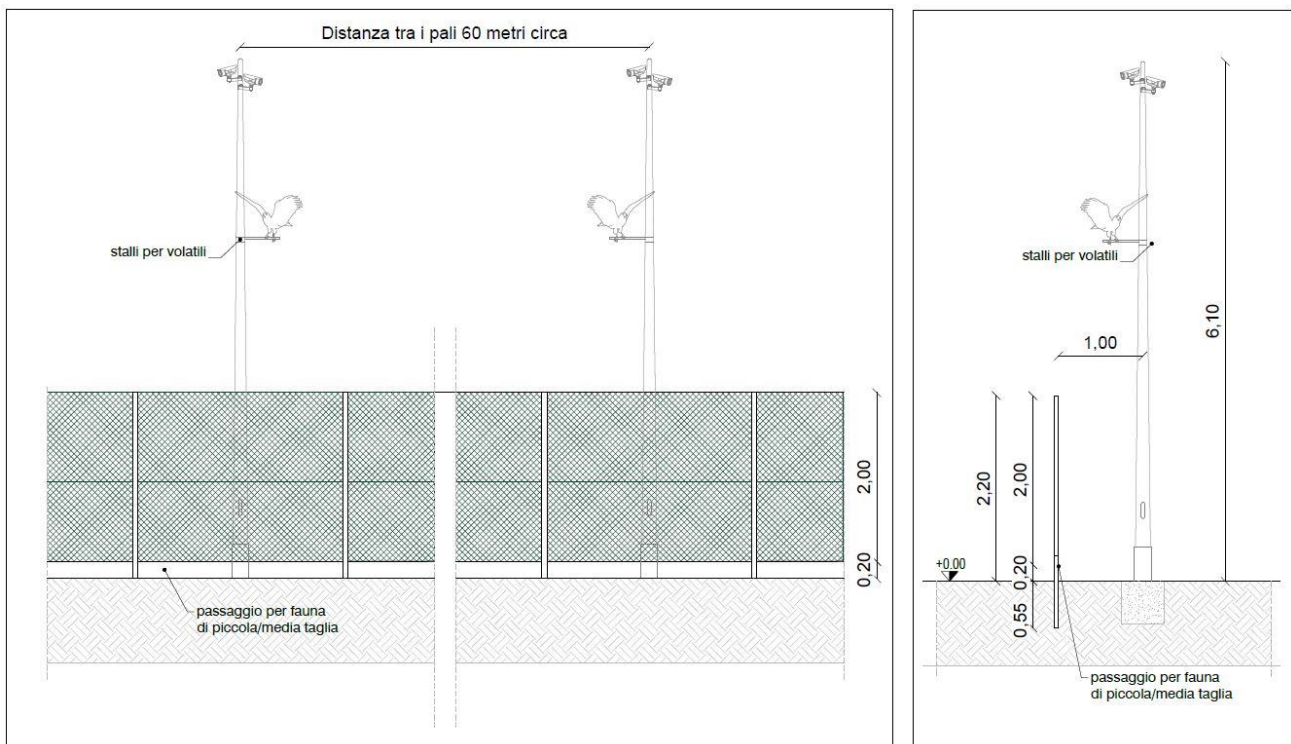 Distanza tra i pali 60 metri circa
stalli per volatili
2,00
0,20
passaggio per fauna
di piccola/media taglia
stalli per volatili
6,10
1,00
2,20
2,00
+0.00
0,20
0,55
passaggio per fauna
di piccola/media taglia